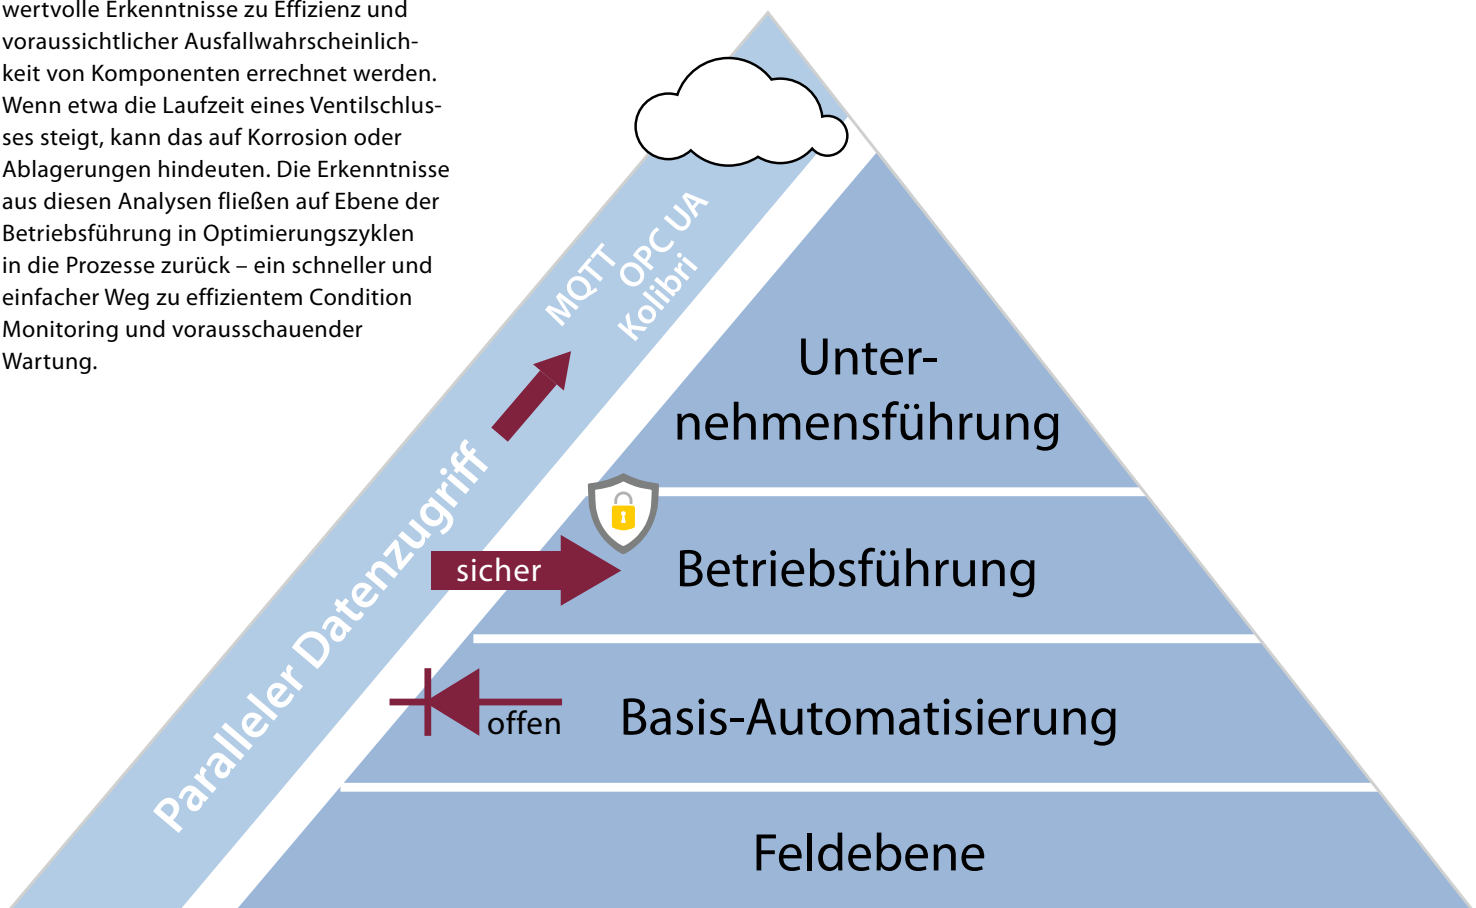 wertvolle Erkenntnisse zu Effizienz und
voraussichtlicher Ausfallwahrscheinlich-
keit von Komponenten errechnet werden.
Wenn etwa die Laufzeit eines Ventilschlus-
ses steigt, kann das auf Korrosion oder
Ablagerungen hindeuten. Die Erkenntnisse
aus diesen Analysen fließen auf Ebene der
Betriebsführung in Optimierungszyklen
in die Prozesse zurück – ein schneller und
einfacher Weg zu effizientem Condition
Monitoring und vorausschauender
Wartung.
MQTT
OPC UA
Kolibri
Paralleler Datenzugriff
Unter-
nehmensführung
sicher
Betriebsführung
offen
Basis-Automatisierung
Feldebene